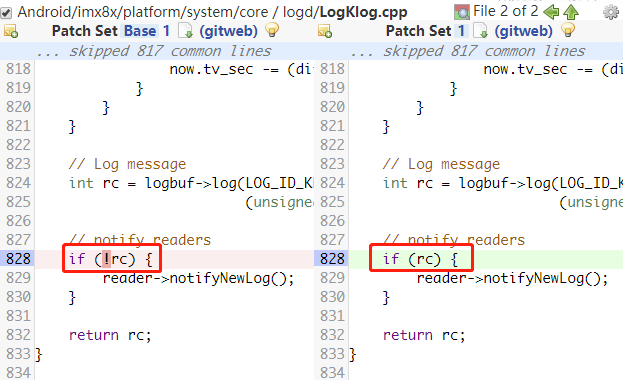 Android/imx8x/platform/system/core / logd/LogKlog.cpp File 2 of 2
Patch Set Base 1 (gitweb) Patch Set 1 (gitweb)
... skipped 817 common lines ... skipped 817 common lines
818 now.tv_sec -= (di 818 now.tv_sec -= (di
819 } 819 }
820 } 820 }
821 } 821 }
822 822
823 // Log message 823 // Log message
824 int rc = logbuf->log(LOG_ID_K 824 int rc = logbuf->log(LOG_ID_K
825 (unsigne 825 (unsigne
826 826
827 // notify readers 827 // notify readers
828 if (!rc) { 828 if (rc) {
829 reader->notifyNewLog(); 829 reader->notifyNewLog();
830 } 830 }
831 831
832 return rc; 832 return rc;
833 } 833 }
834 834